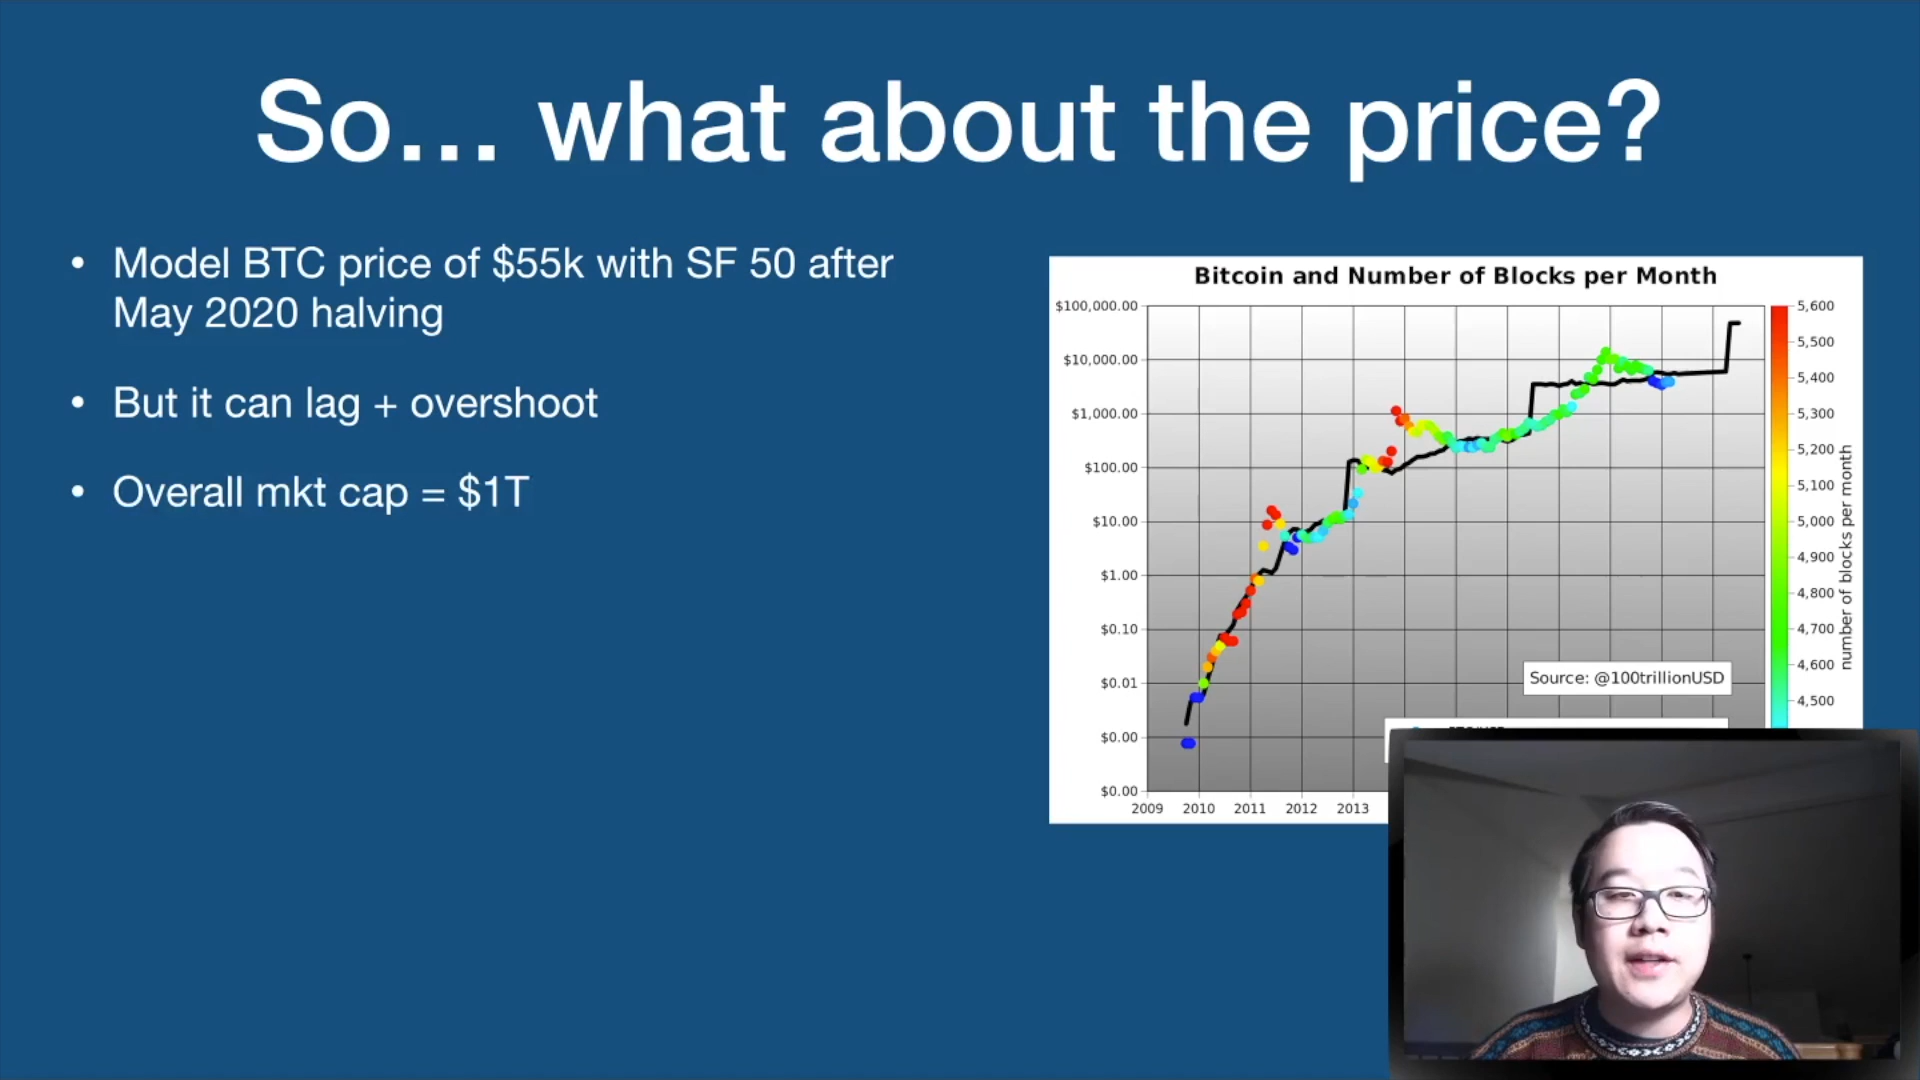 So... what about the price?
• Model BTC price of $55k with SF 50 after
May 2020 halving
• But it can lag + overshoot
• Overall mkt cap = $1T
Bitcoin and Number of Blocks per Month
$100,000.00
$10,000.00
$1,000.00
$100.00
$10.00
$1.00
$0.10
$0.01
$0.00
$0.00
2009 2010 2011 2012 2013
5,600
5,500
5,400
5,300
5,200
5,100
5,000
4,900
4,800
4,700
4,600
4,500
number of blocks per month
Source: @100trillionUSD